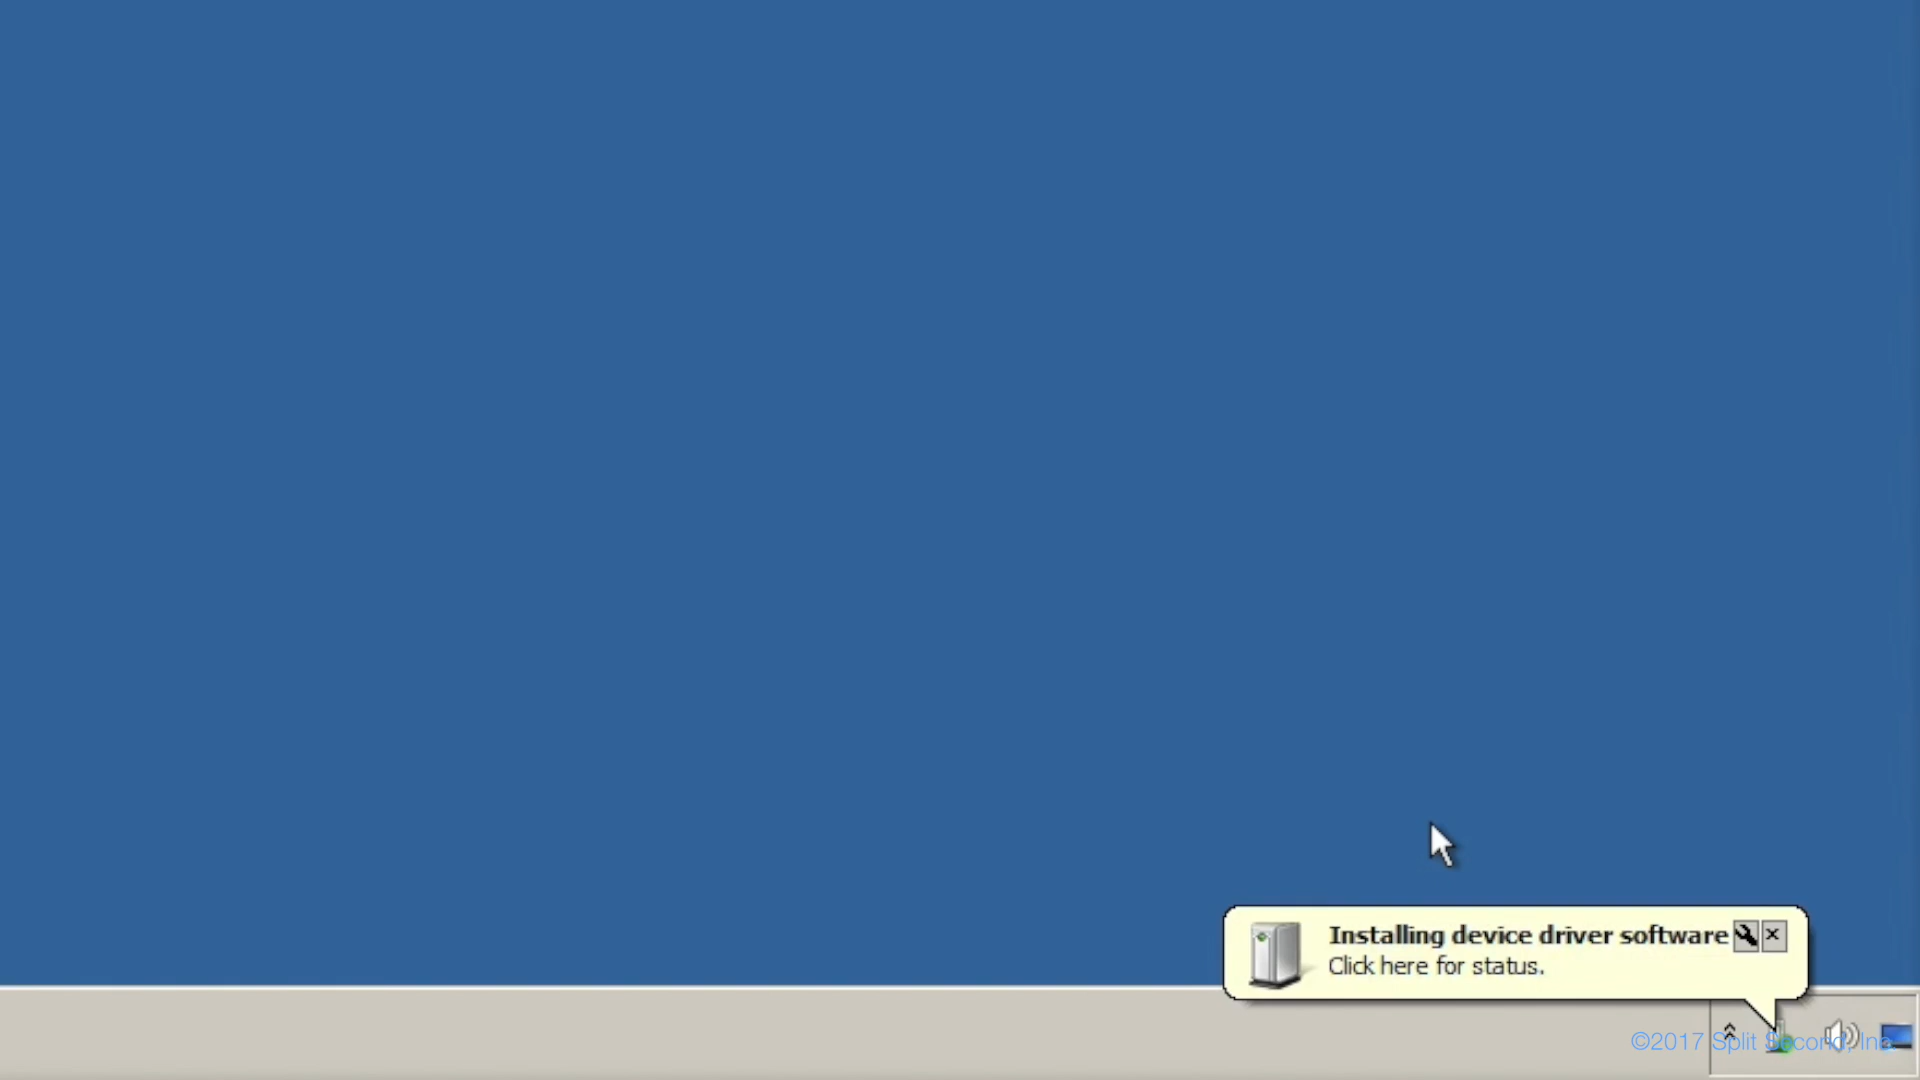 Installing device driver software
Click here for status.
©2017 Split Second, Inc.